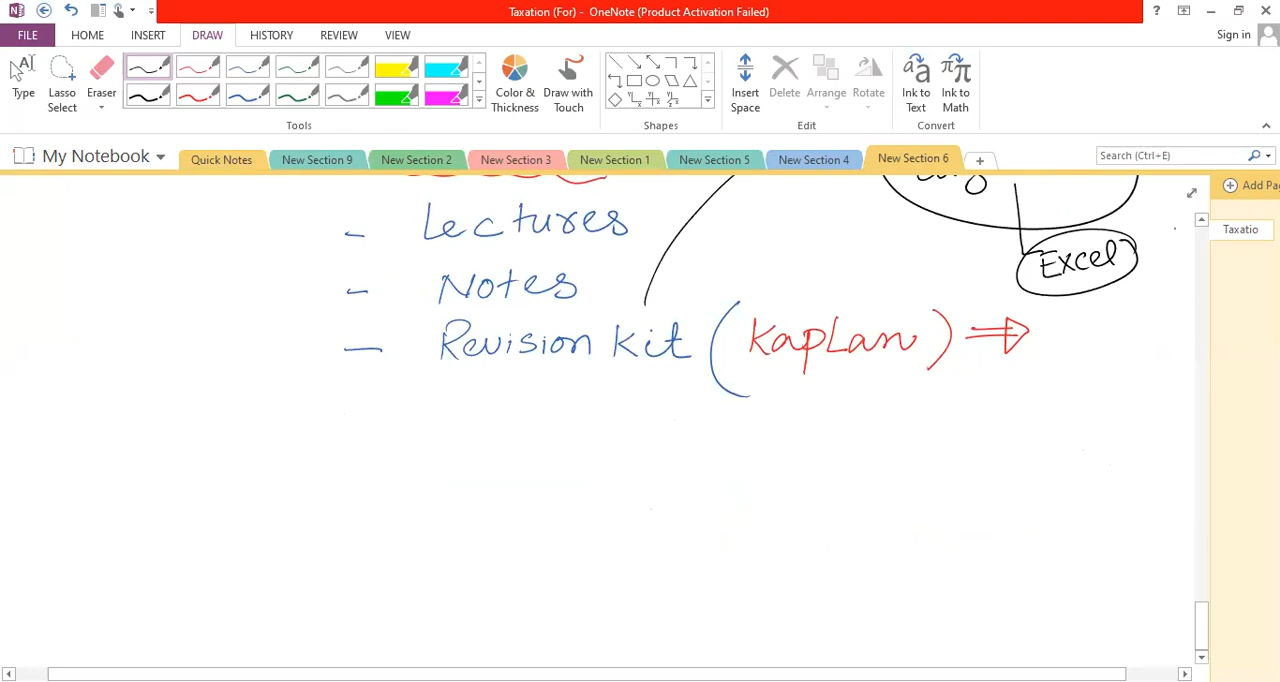 Taxation (For) - OneNote (Product Activation Failed)
FILE HOME INSERT DRAW HISTORY REVIEW VIEW
Sign in
Type
Lasso Select
Eraser
Color & Thickness
Draw with Touch
Insert Space
Delete
Arrange
Rotate
Ink to Text
Ink to Math
Tools Shapes Edit Convert
My Notebook Quick Notes New Section 9 New Section 2 New Section 3 New Section 1 New Section 5 New Section 4 New Section 6
Search (Ctrl+E)
Add Pag
Taxatio
- Lectures
Excel
- Notes
- Revision Kit (Kaplan) ⇒